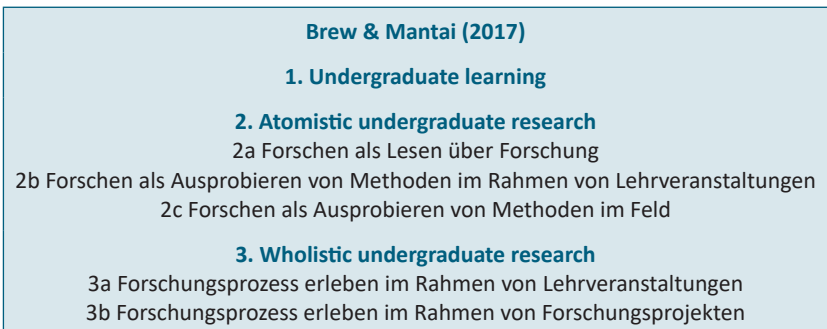 Brew & Mantai (2017)
1. Undergraduate learning
2. Atomistic undergraduate research
2a Forschen als Lesen über Forschung
2b Forschen als Ausprobieren von Methoden im Rahmen von Lehrveranstaltungen
2c Forschen als Ausprobieren von Methoden im Feld
3. Wholistic undergraduate research
3a Forschungsprozess erleben im Rahmen von Lehrveranstaltungen
3b Forschungsprozess erleben im Rahmen von Forschungsprojekten